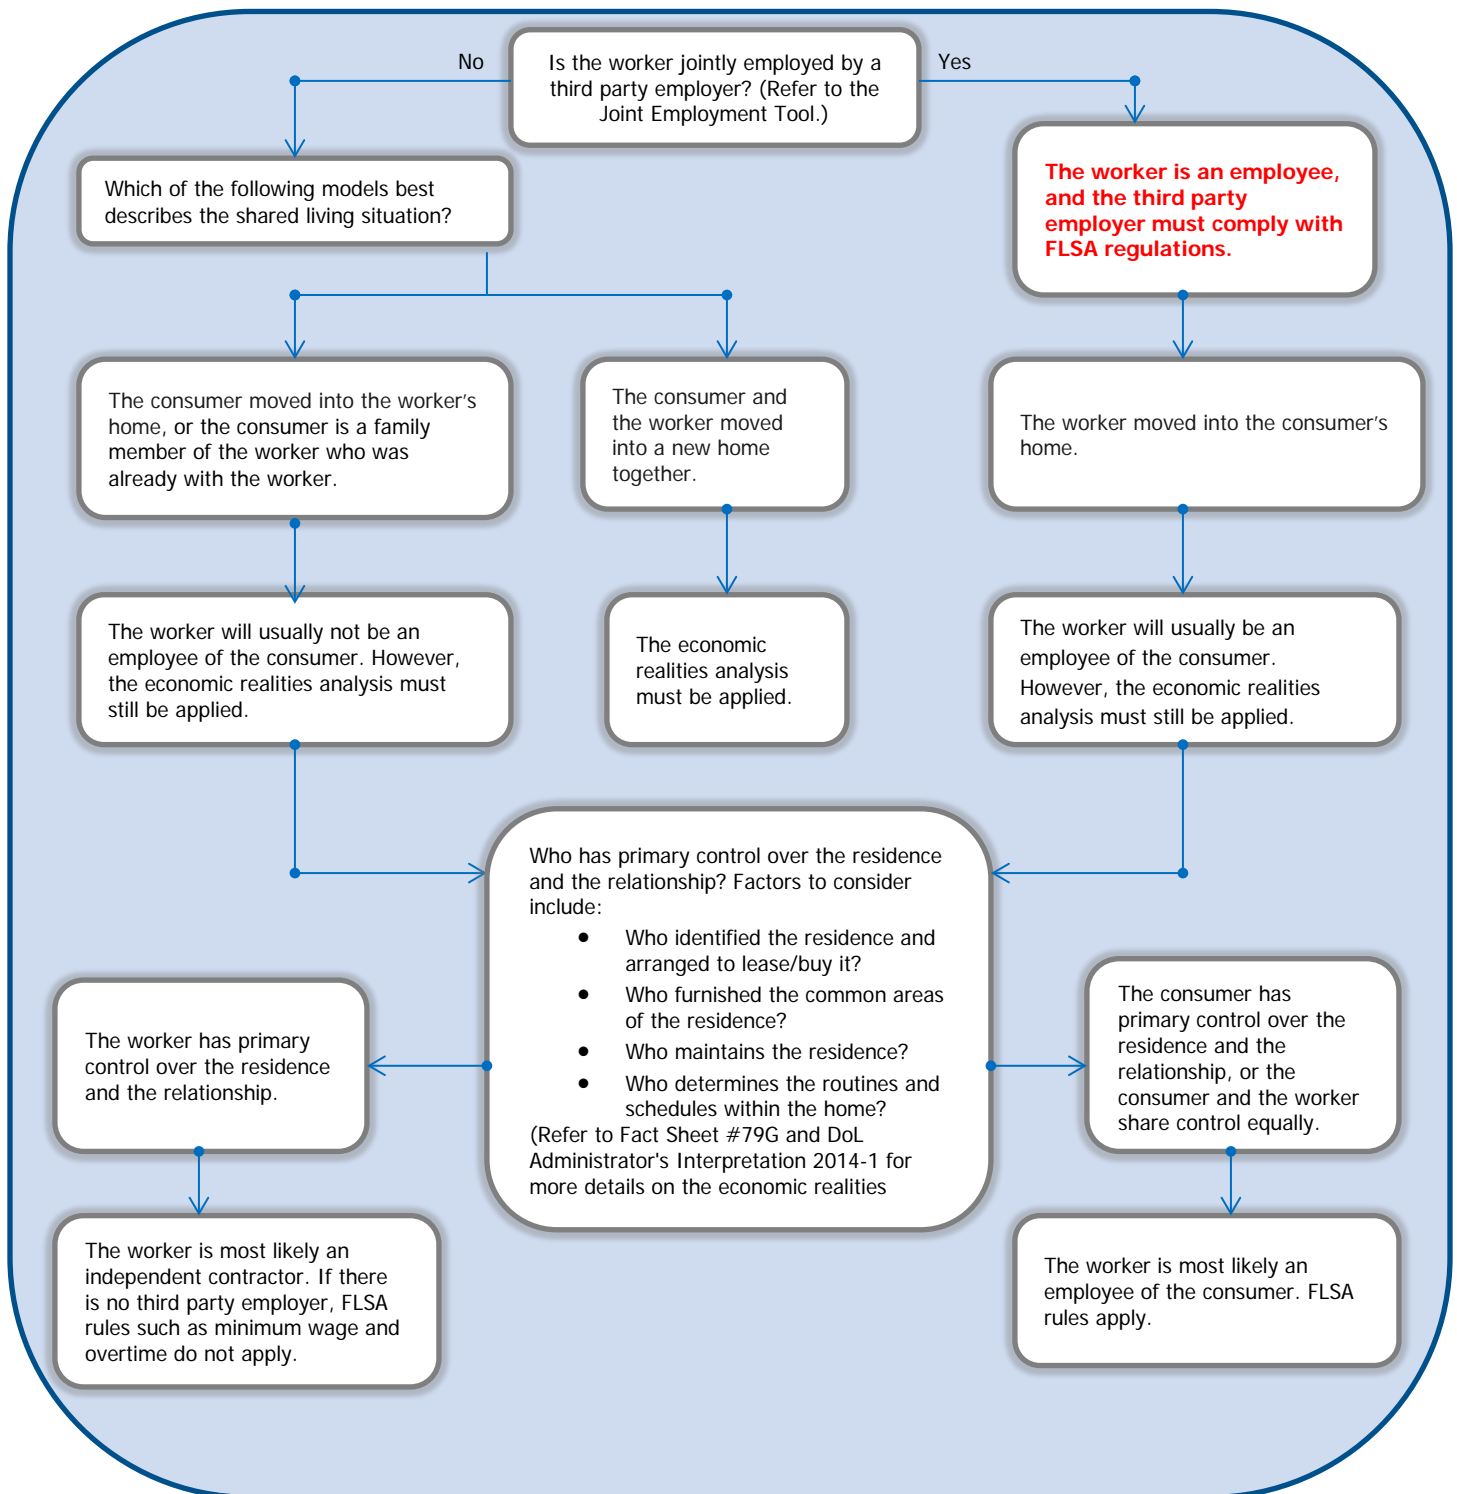 No
Is the worker jointly employed by a
third party employer? (Refer to the
Joint Employment Tool.)
Yes
Which of the following models best
describes the shared living situation?
The worker is an employee,
and the third party
employer must comply with
FLSA regulations.
The consumer moved into the worker's
home, or the consumer is a family
member of the worker who was
already with the worker.
The consumer and
the worker moved
into a new home
together.
The worker moved into the consumer's
home.
The worker will usually not be an
employee of the consumer. However,
the economic realities analysis must
still be applied.
The economic
realities analysis
must be applied.
The worker will usually be an
employee of the consumer.
However, the economic realities
analysis must still be applied.
Who has primary control over the residence
and the relationship? Factors to consider
include:
• Who identified the residence and
arranged to lease/buy it?
• Who furnished the common areas
of the residence?
• Who maintains the residence?
• Who determines the routines and
schedules within the home?
(Refer to Fact Sheet #79G and DoL
Administrator's Interpretation 2014-1 for
more details on the economic realities
The worker has primary
control over the residence
and the relationship.
The consumer has
primary control over the
residence and the
relationship, or the
consumer and the worker
share control equally.
The worker is most likely an
independent contractor. If there
is no third party employer, FLSA
rules such as minimum wage and
overtime do not apply.
The worker is most likely an
employee of the consumer. FLSA
rules apply.